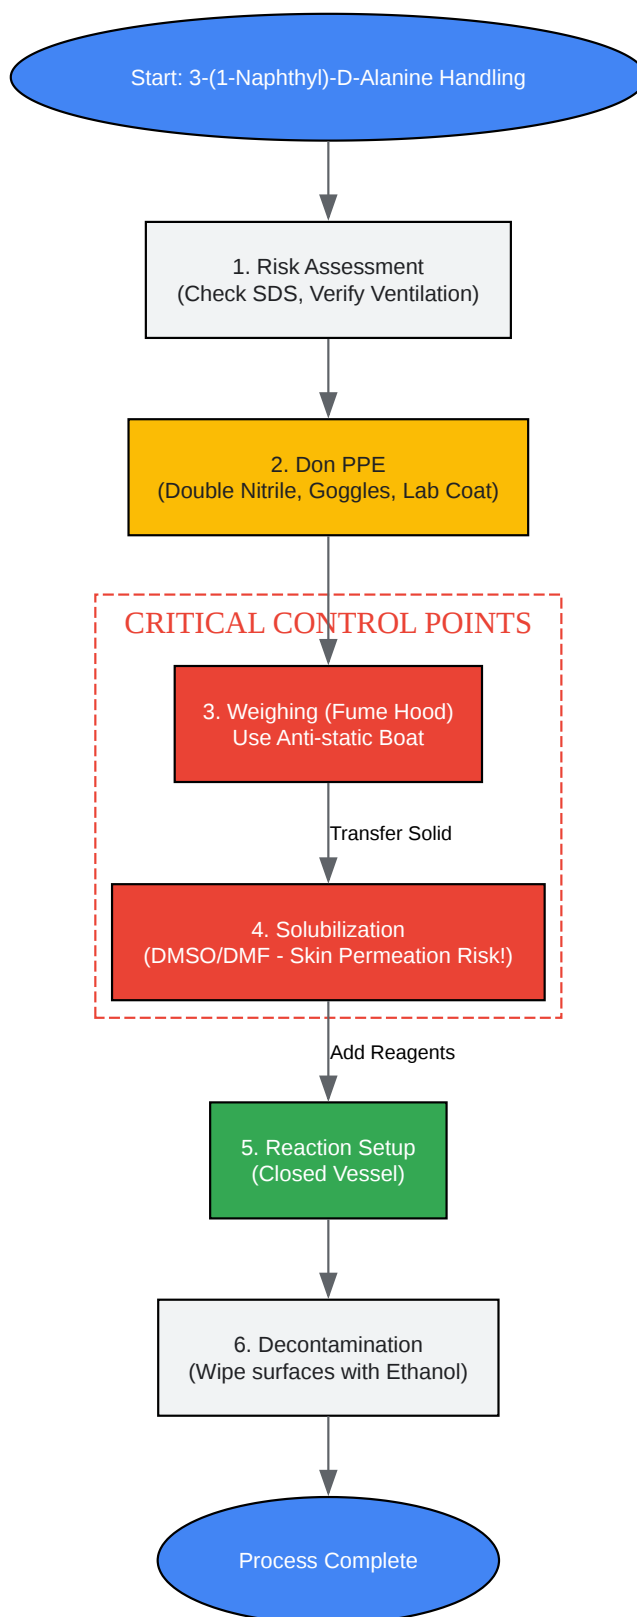 Start: 3-(1-Naphthyl)-D-Alanine Handling
1. Risk Assessment
(Check SDS, Verify Ventilation)
2. Don PPE
(Double Nitrile, Goggles, Lab Coat)
CRITICAL CONTROL POINTS
3. Weighing (Fume Hood)
Use Anti-static Boat
Transfer Solid
4. Solubilization
(DMSO/DMF - Skin Permeation Risk!)
Add Reagents
5. Reaction Setup
(Closed Vessel)
6. Decontamination
(Wipe surfaces with Ethanol)
Process Complete